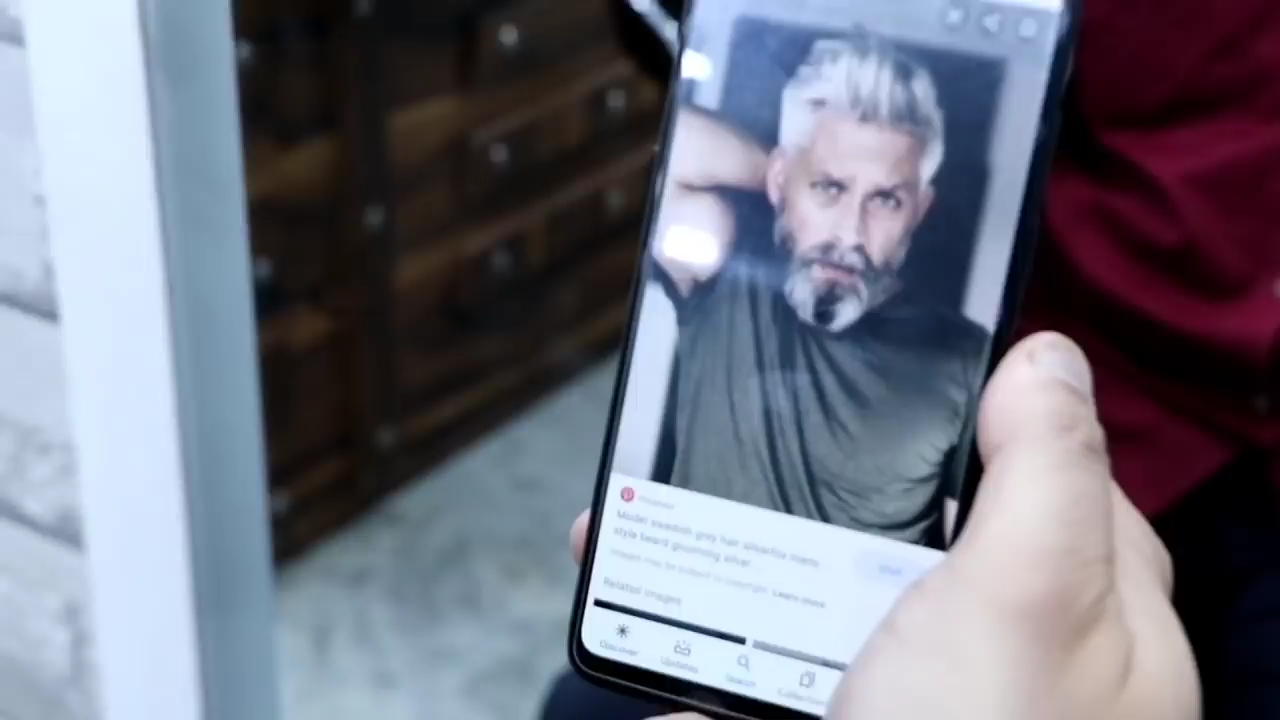 Model swedish grey hair silverfox mens
style beard grooming silver
Images may be subject to copyright. Learn more
Related images
Discover
Updates
Search
Collections